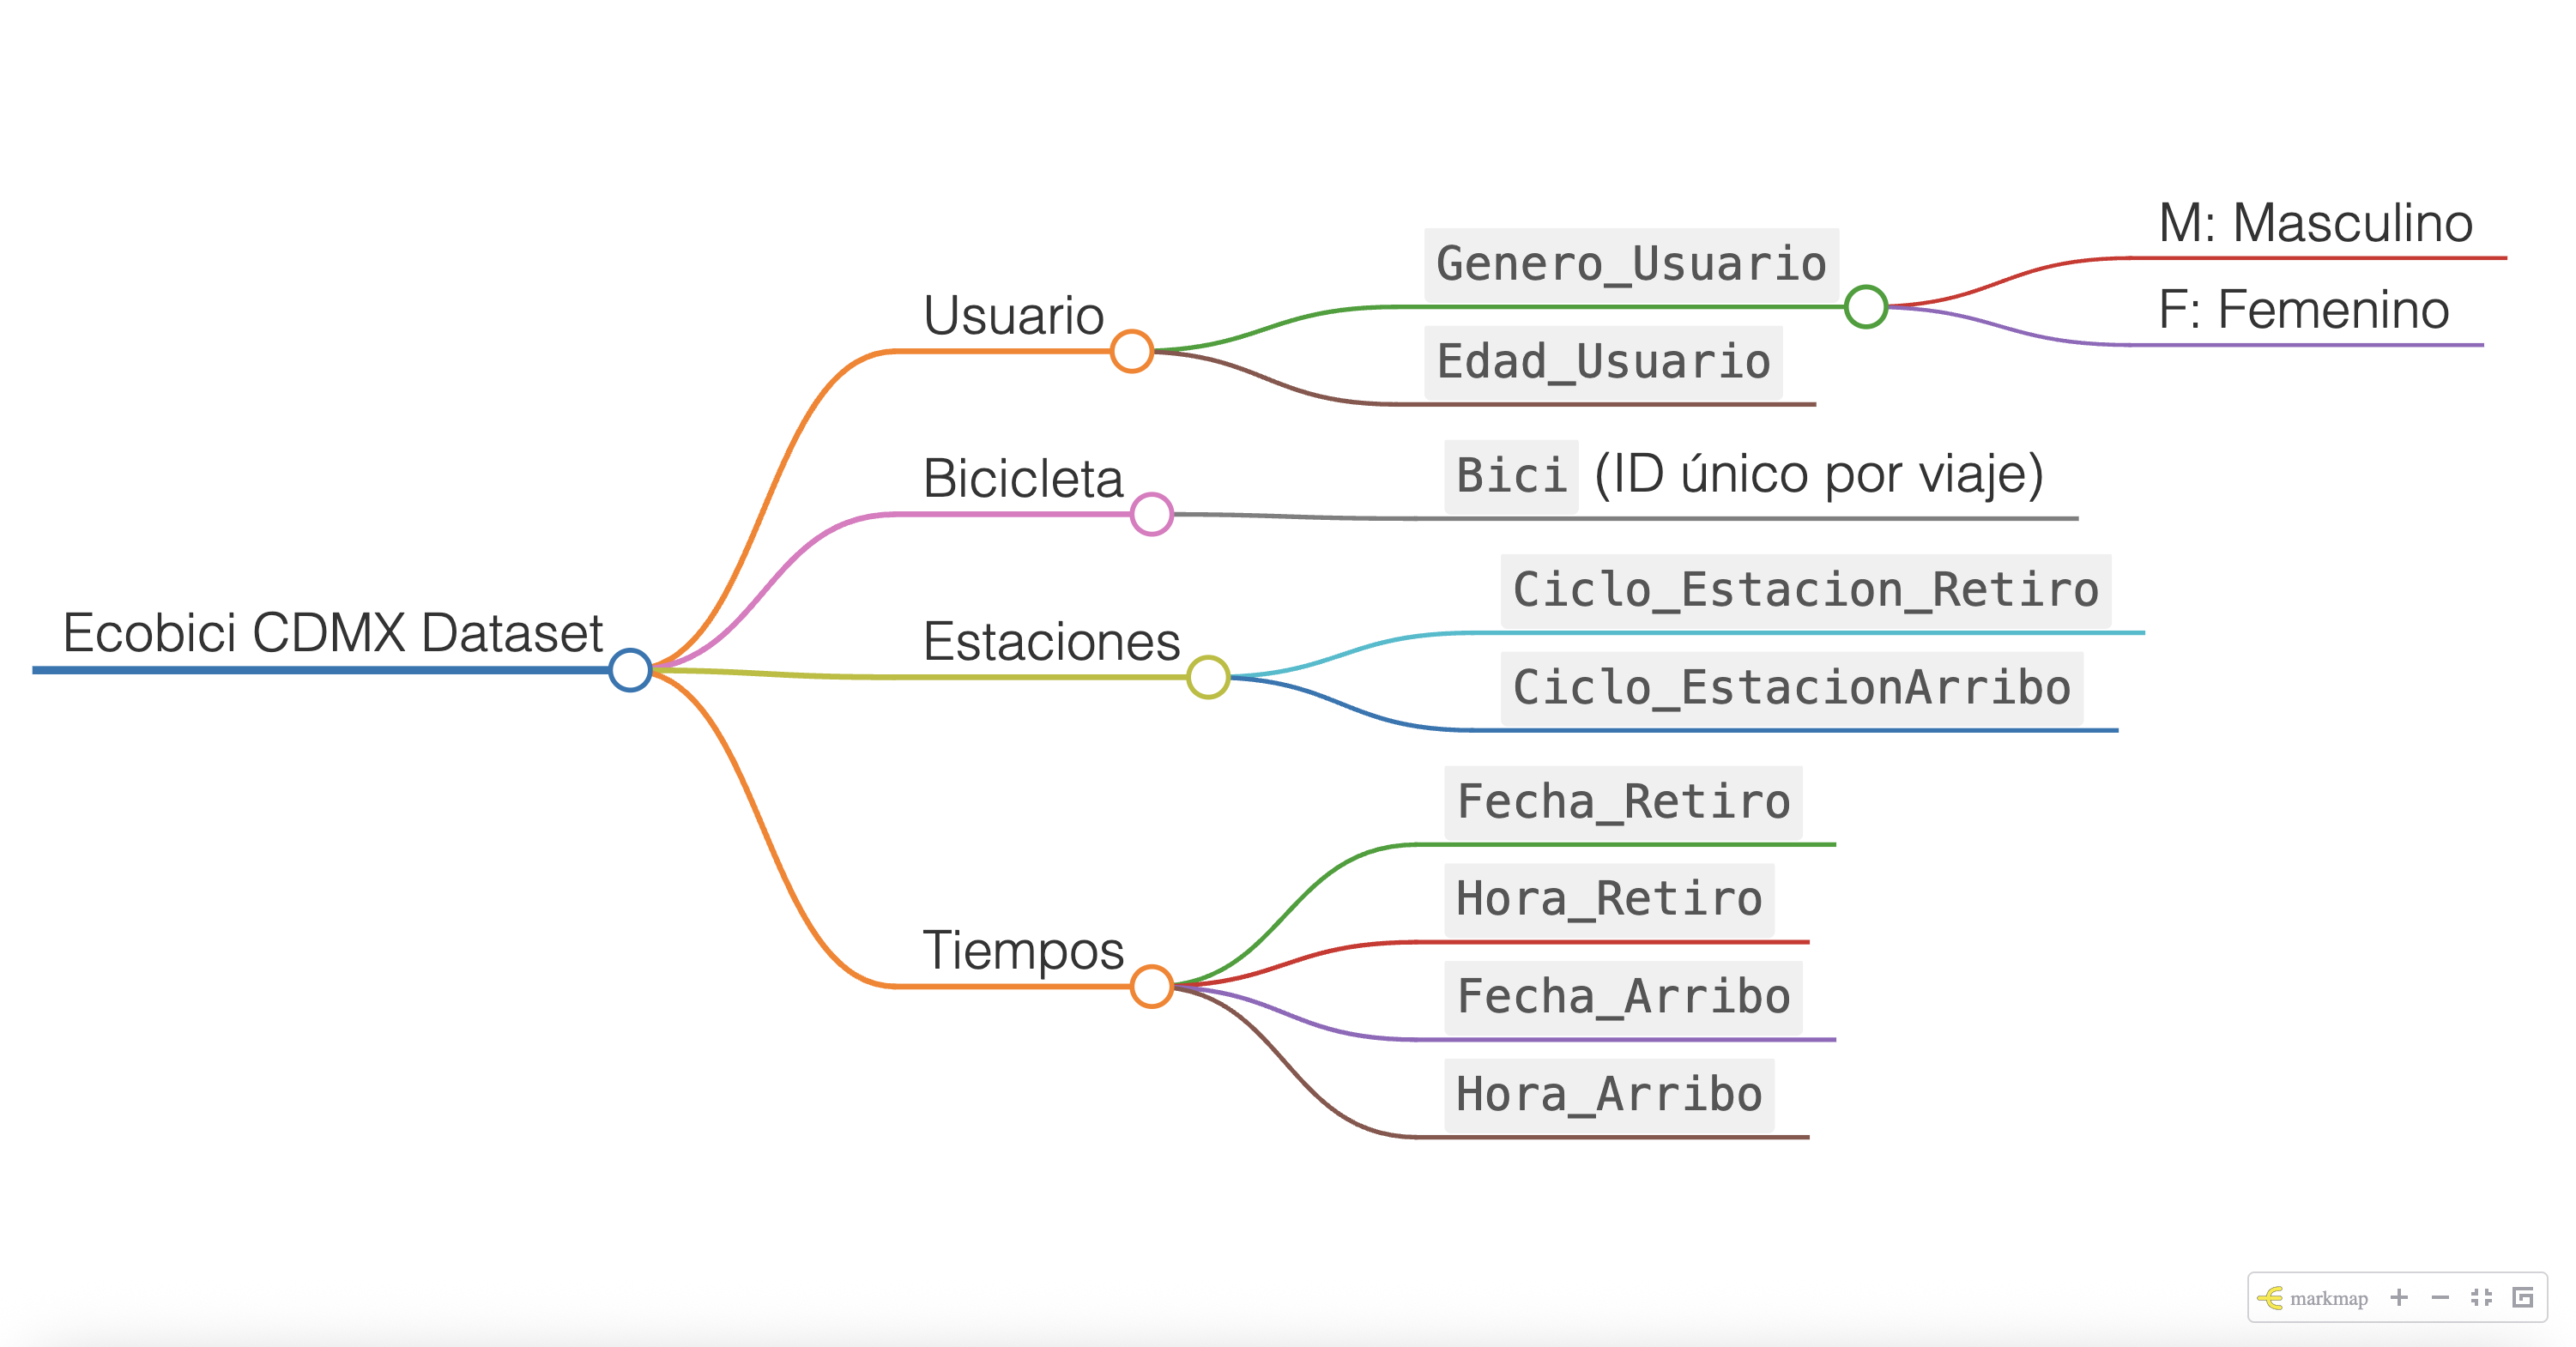 Ecobici CDMX Dataset
Usuario
Genero_Usuario
M: Masculino
F: Femenino
Edad_Usuario
Bicicleta
Bici (ID único por viaje)
Estaciones
Ciclo_Estacion_Retiro
Ciclo_EstacionArribo
Tiempos
Fecha_Retiro
Hora_Retiro
Fecha_Arribo
Hora_Arribo
markmap